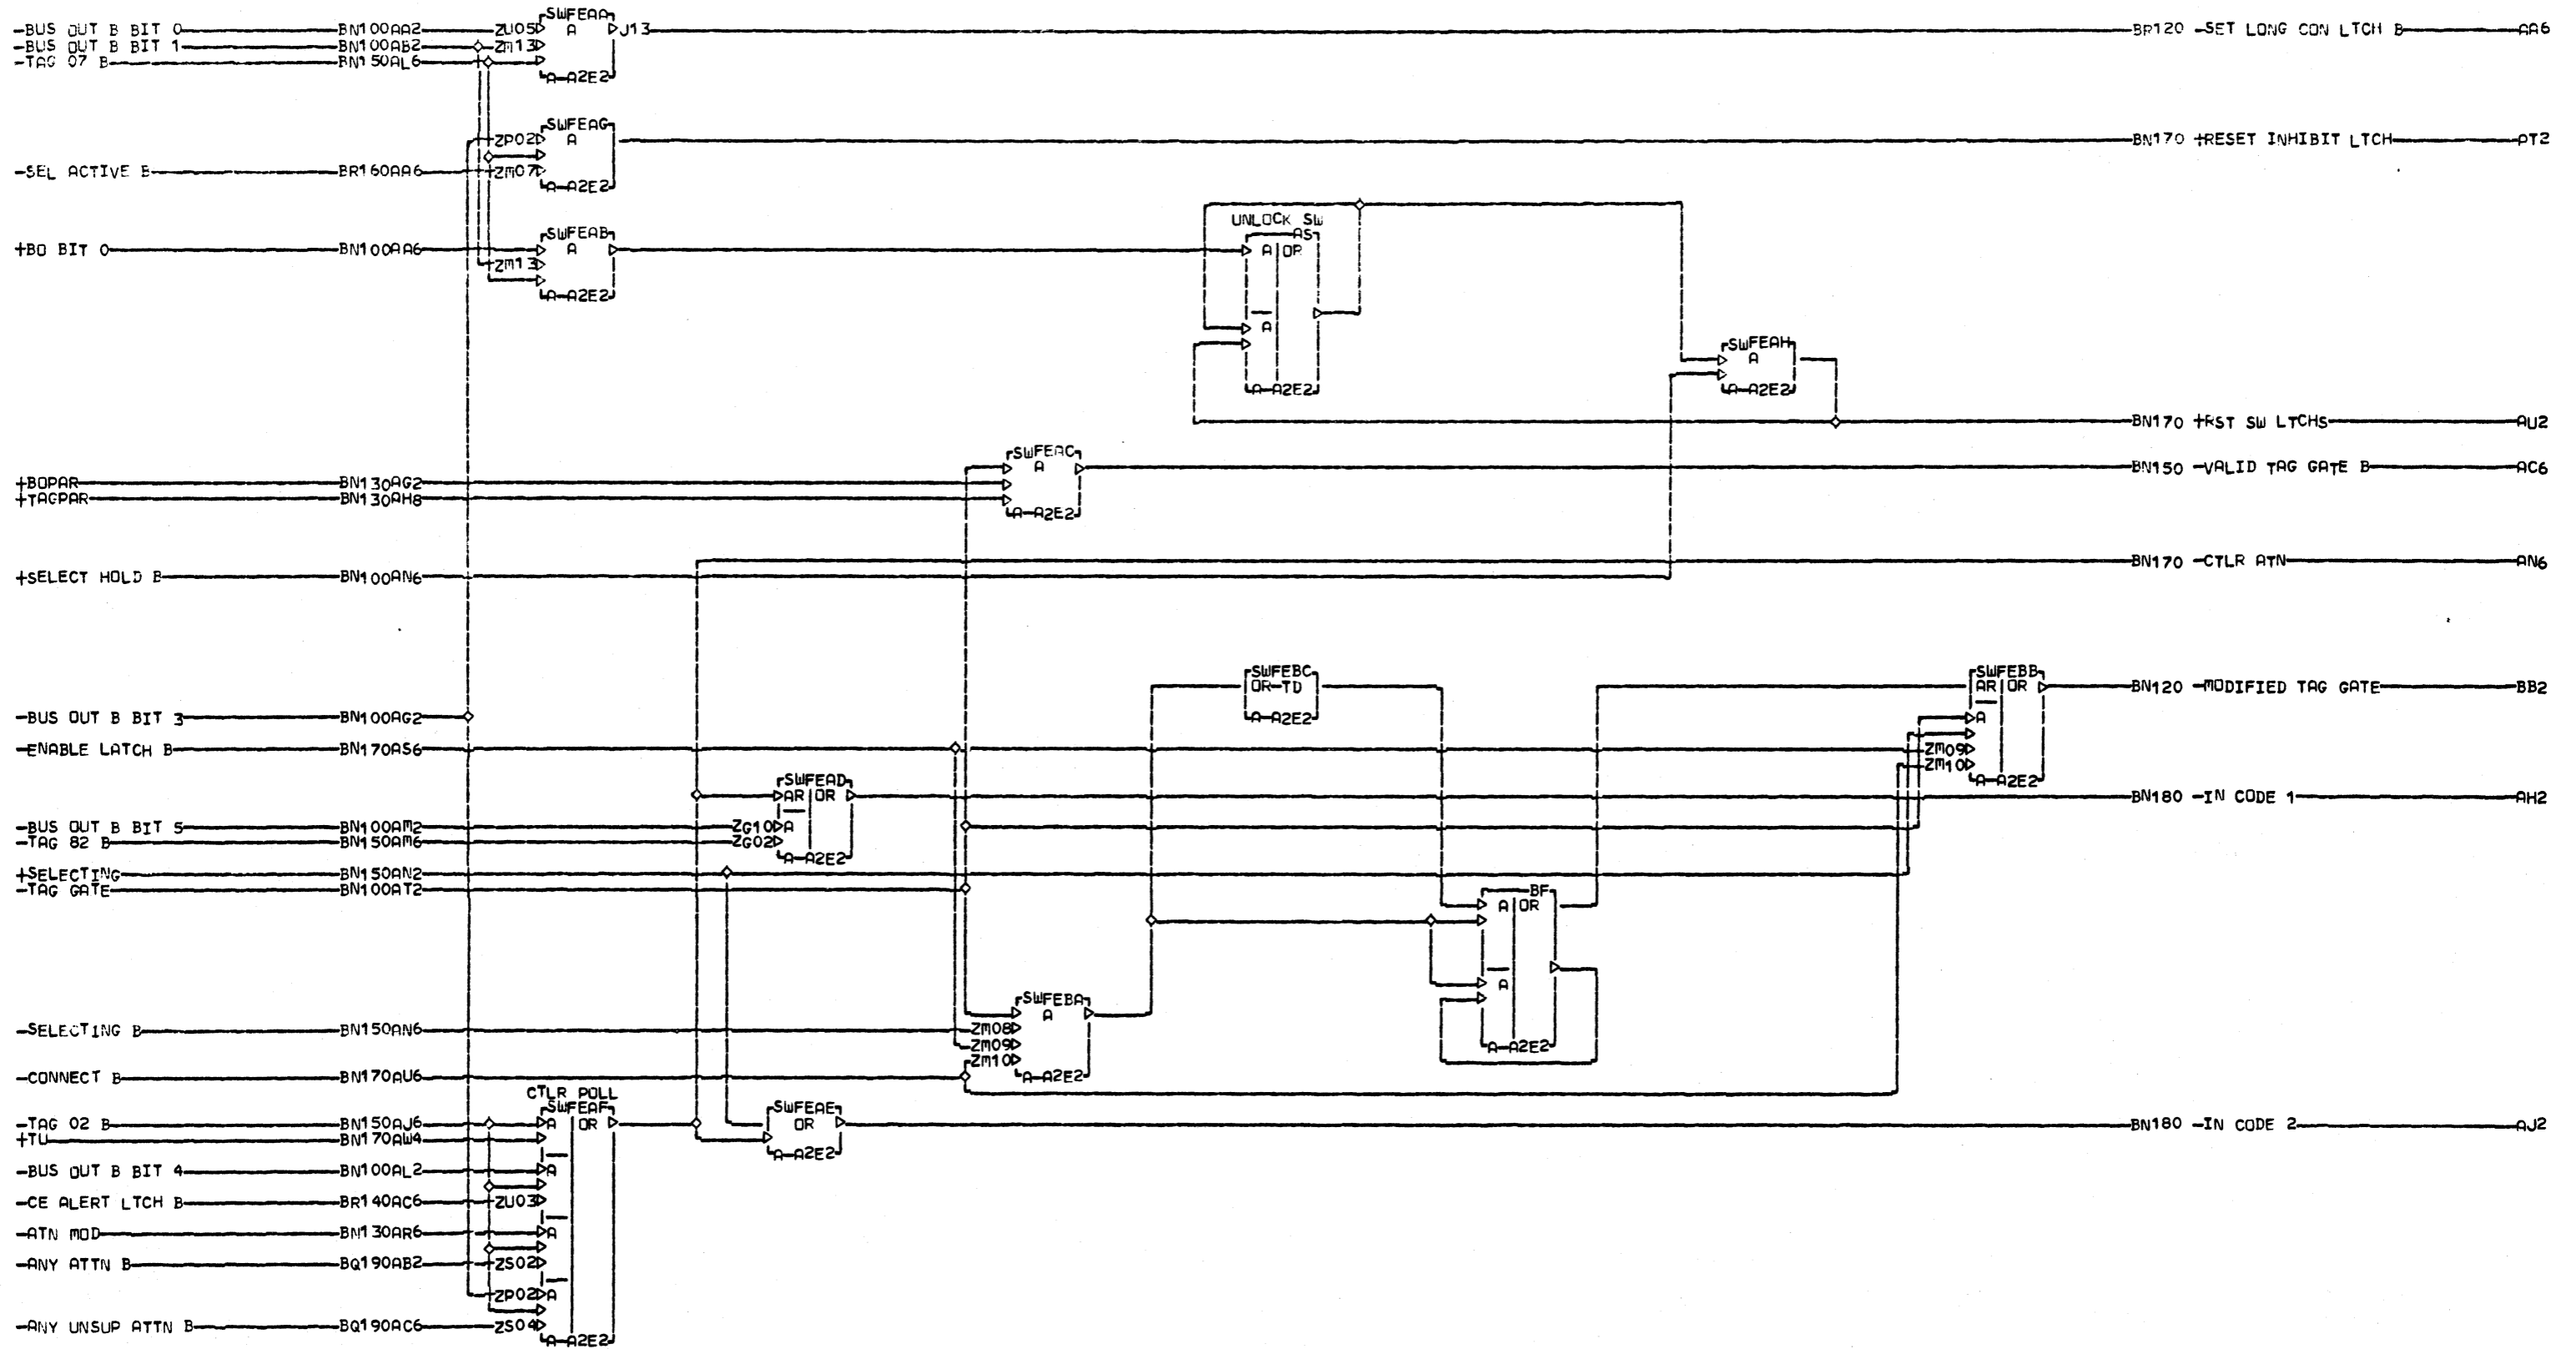 SWFEAA
-BUS OUT B BIT 0 BN100AA2 ZU05 A J13 BR120 -SET LONG CON LTCH B AA6
-BUS OUT B BIT 1 BN100AB2 ZM13
-TAG 07 B BN150AL6
A-A2E2
SWFEAG
ZP02 A BN170 +RESET INHIBIT LTCH AT2
-SEL ACTIVE B BR160AA6 ZM07
A-A2E2
UNLOCK SW
SWFEAB AS
+BO BIT 0 BN100AA6 A A OR
ZM13
A-A2E2
A
SWFEAH
A
A-A2E2 A-A2E2
BN170 +RST SW LTCHS AU2
SWFEAC
A BN150 -VALID TAG GATE B AC6
+BOPAR BN130AG2
+TAGPAR BN130AH8
A-A2E2
BN170 -CTLR ATN AN6
+SELECT HOLD B BN100AN6
SWFEBC SWFEBB
OR-TD AR OR BN120 -MODIFIED TAG GATE BB2
-BUS OUT B BIT 3 BN100AG2 A-A2E2 A
-ENABLE LATCH B BN170AS6 ZM09
ZM10
SWFEAD A-A2E2
AR OR BN180 -IN CODE 1 AH2
-BUS OUT B BIT 5 BN100AM2 ZG10 A
-TAG 82 B BN150AM6 ZG02
A-A2E2
+SELECTING BN150AN2
-TAG GATE BN100AT2 BF
A OR
A
SWFEBA
A
-SELECTING B BN150AN6 ZM08
ZM09 A-A2E2
ZM10
-CONNECT B BN170AU6 A-A2E2
CTLR POLL
SWFEAF SWFEAE
-TAG 02 B BN150AJ6 A OR OR BN180 -IN CODE 2 AJ2
+TU BN170AW4
A-A2E2
-BUS OUT B BIT 4 BN100AL2 A
-CE ALERT LTCH B BR140AC6 ZU03
-ATN MOD BN130AR6 A
-ANY ATTN B BQ190AB2 ZS02
ZP02 A
-ANY UNSUP ATTN B BQ190AC6 ZS04
A-A2E2